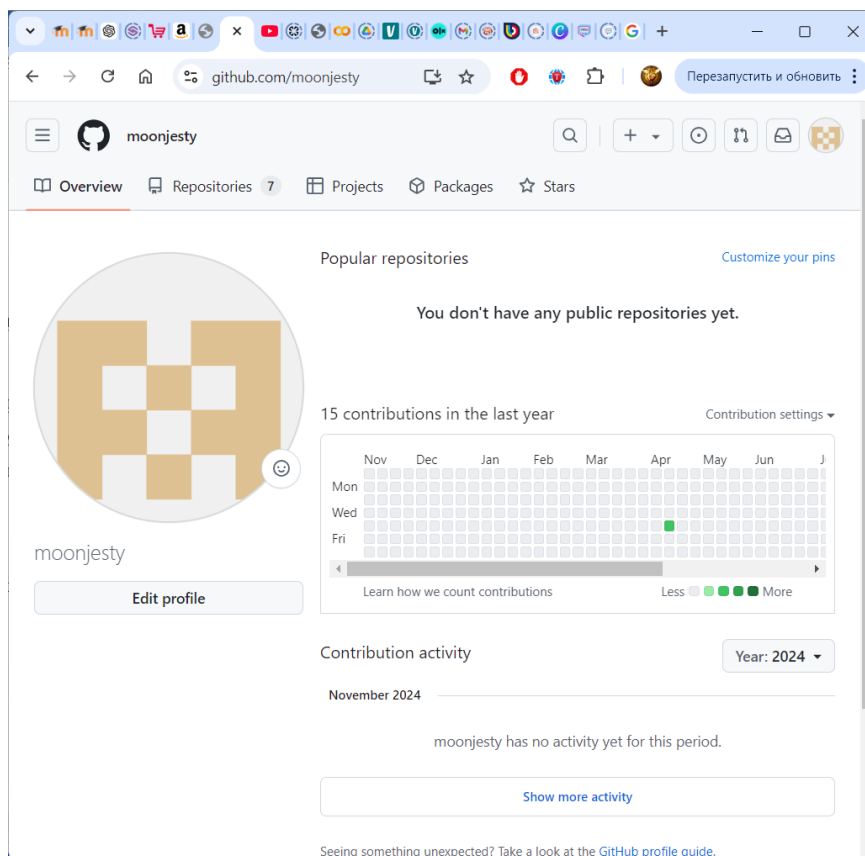 github.com/moonjesty
Перезапустить и обновить
moonjesty
Overview
Repositories 7
Projects
Packages
Stars
Popular repositories
Customize your pins
You don't have any public repositories yet.
15 contributions in the last year
Contribution settings
Nov Dec Jan Feb Mar Apr May Jun
Mon
Wed
Fri
Learn how we count contributions
Less More
moonjesty
Edit profile
Contribution activity
Year: 2024
November 2024
moonjesty has no activity yet for this period.
Show more activity
Seeing something unexpected? Take a look at the GitHub profile guide.